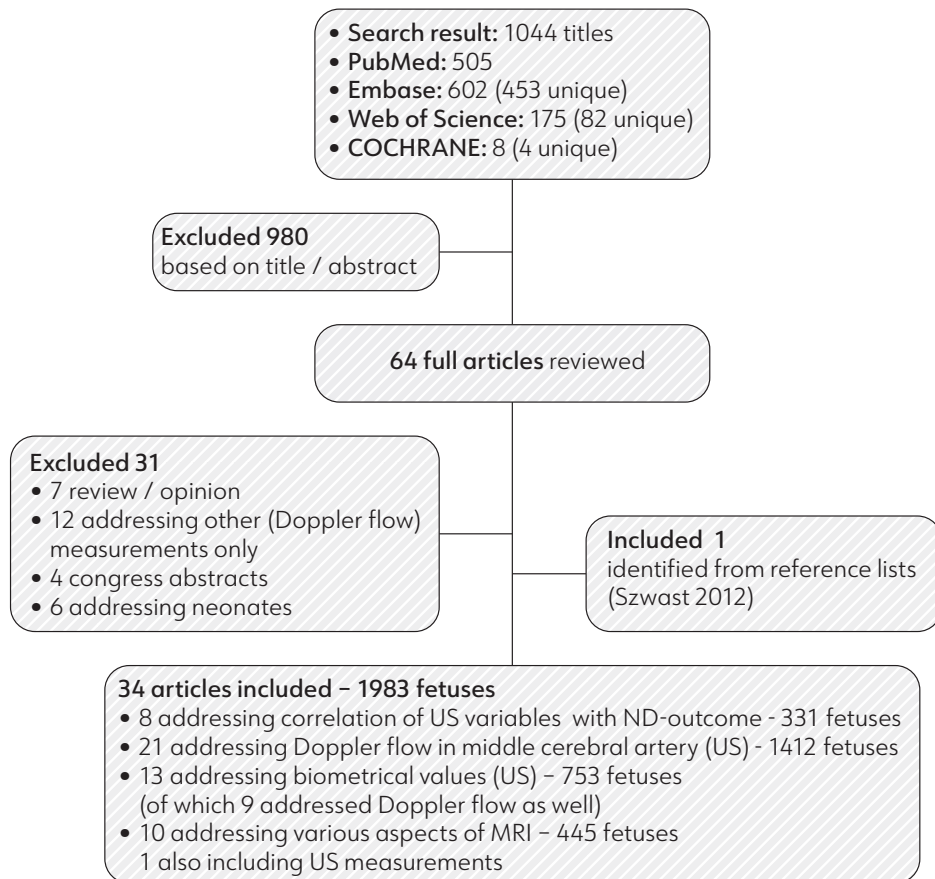 • Search result: 1044 titles
• PubMed: 505
• Embase: 602 (453 unique)
• Web of Science: 175 (82 unique)
• COCHRANE: 8 (4 unique)
Excluded 980
based on title / abstract
64 full articles reviewed
Excluded 31
• 7 review / opinion
• 12 addressing other (Doppler flow)
measurements only
• 4 congress abstracts
• 6 addressing neonates
Included 1
identified from reference lists
(Szwast 2012)
34 articles included – 1983 fetuses
• 8 addressing correlation of US variables with ND-outcome - 331 fetuses
• 21 addressing Doppler flow in middle cerebral artery (US) - 1412 fetuses
• 13 addressing biometrical values (US) – 753 fetuses
(of which 9 addressed Doppler flow as well)
• 10 addressing various aspects of MRI – 445 fetuses
1 also including US measurements